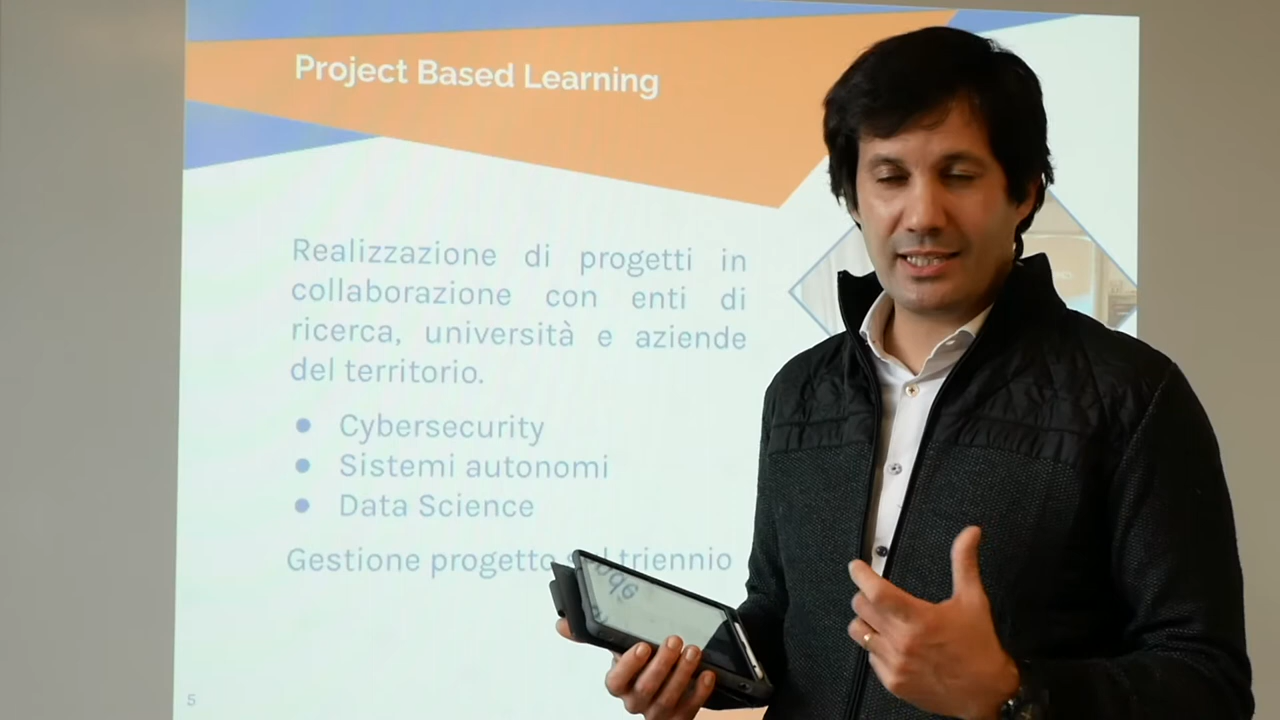 Project Based Learning
Realizzazione di progetti in
collaborazione con enti di
ricerca, università e aziende
del territorio.
● Cybersecurity
● Sistemi autonomi
● Data Science
Gestione progetto sul triennio
5